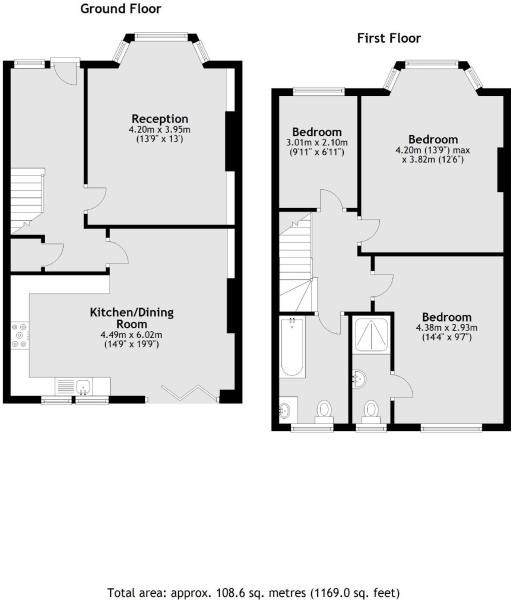 Ground Floor
Reception
4.20m x 3.95m
(13'9" x 13')
Kitchen/Dining
Room
4.49m x 6.02m
(14'9" x 19'9")
First Floor
Bedroom
3.01m x 2.10m
(9'11" x 6'11")
Bedroom
4.20m (13'9") max
x 3.82m (12'6")
Bedroom
4.38m x 2.93m
(14'4" x 9'7")
Total area: approx. 108.6 sq. metres (1169.0 sq. feet)